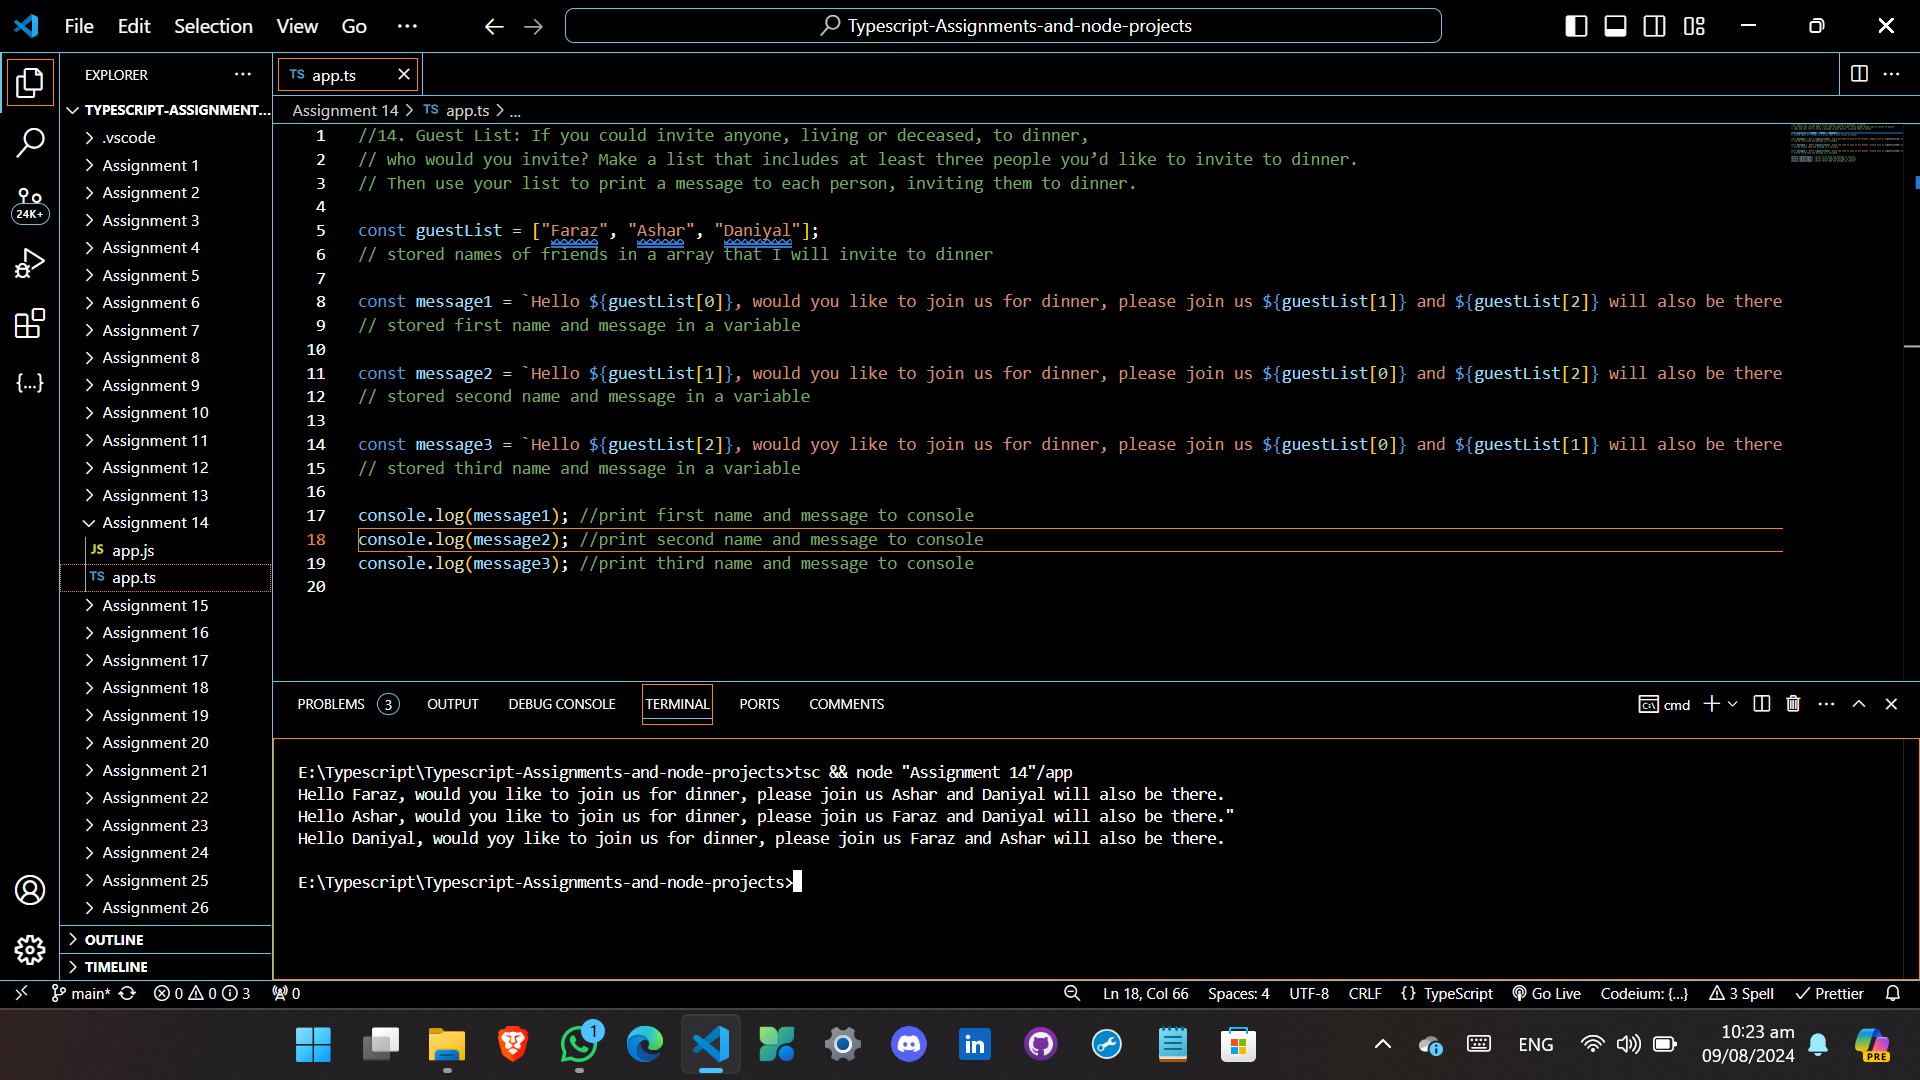 File Edit Selection View Go ...
Typescript-Assignments-and-node-projects
EXPLORER ...
TYPESCRIPT-ASSIGNMENT...
.vscode
Assignment 1
Assignment 2
Assignment 3
Assignment 4
Assignment 5
Assignment 6
Assignment 7
Assignment 8
Assignment 9
Assignment 10
Assignment 11
Assignment 12
Assignment 13
Assignment 14
JS app.js
TS app.ts
Assignment 15
Assignment 16
Assignment 17
Assignment 18
Assignment 19
Assignment 20
Assignment 21
Assignment 22
Assignment 23
Assignment 24
Assignment 25
Assignment 26
OUTLINE
TIMELINE
24K+
TS app.ts
Assignment 14 > TS app.ts > ...
1 //14. Guest List: If you could invite anyone, living or deceased, to dinner,
2 // who would you invite? Make a list that includes at least three people you’d like to invite to dinner.
3 // Then use your list to print a message to each person, inviting them to dinner.
4
5 const guestList = ["Faraz", "Ashar", "Daniyal"];
6 // stored names of friends in a array that I will invite to dinner
7
8 const message1 = `Hello ${guestList[0]}, would you like to join us for dinner, please join us ${guestList[1]} and ${guestList[2]} will also be there
9 // stored first name and message in a variable
10
11 const message2 = `Hello ${guestList[1]}, would you like to join us for dinner, please join us ${guestList[0]} and ${guestList[2]} will also be there
12 // stored second name and message in a variable
13
14 const message3 = `Hello ${guestList[2]}, would yoy like to join us for dinner, please join us ${guestList[0]} and ${guestList[1]} will also be there
15 // stored third name and message in a variable
16
17 console.log(message1); //print first name and message to console
18 console.log(message2); //print second name and message to console
19 console.log(message3); //print third name and message to console
20
PROBLEMS 3 OUTPUT DEBUG CONSOLE TERMINAL PORTS COMMENTS
cmd
E:\Typescript\Typescript-Assignments-and-node-projects>tsc && node "Assignment 14"/app
Hello Faraz, would you like to join us for dinner, please join us Ashar and Daniyal will also be there.
Hello Ashar, would you like to join us for dinner, please join us Faraz and Daniyal will also be there."
Hello Daniyal, would yoy like to join us for dinner, please join us Faraz and Ashar will also be there.
E:\Typescript\Typescript-Assignments-and-node-projects>
main* 0 0 3 0
Ln 18, Col 66 Spaces: 4 UTF-8 CRLF {} TypeScript Go Live Codeium: {...} 3 Spell Prettier
1
in
ENG
10:23 am
09/08/2024
PRE